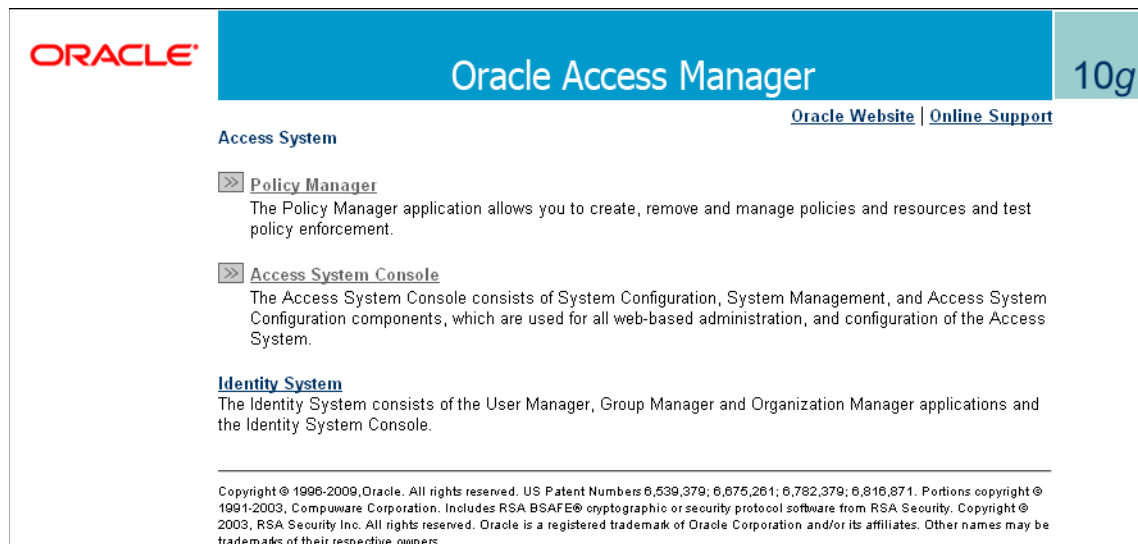 ORACLE®
Oracle Access Manager
10g
Oracle Website | Online Support
Access System
Policy Manager
The Policy Manager application allows you to create, remove and manage policies and resources and test
policy enforcement.
Access System Console
The Access System Console consists of System Configuration, System Management, and Access System
Configuration components, which are used for all web-based administration, and configuration of the Access
System.
Identity System
The Identity System consists of the User Manager, Group Manager and Organization Manager applications and
the Identity System Console.
Copyright © 1996-2009,Oracle. All rights reserved. US Patent Numbers 6,539,379; 6,675,261; 6,782,379; 6,816,871. Portions copyright ©
1991-2003, Compuware Corporation. Includes RSA BSAFE® cryptographic or security protocol software from RSA Security. Copyright ©
2003, RSA Security Inc. All rights reserved. Oracle is a registered trademark of Oracle Corporation and/or its affiliates. Other names may be
trademarks of their respective owners.